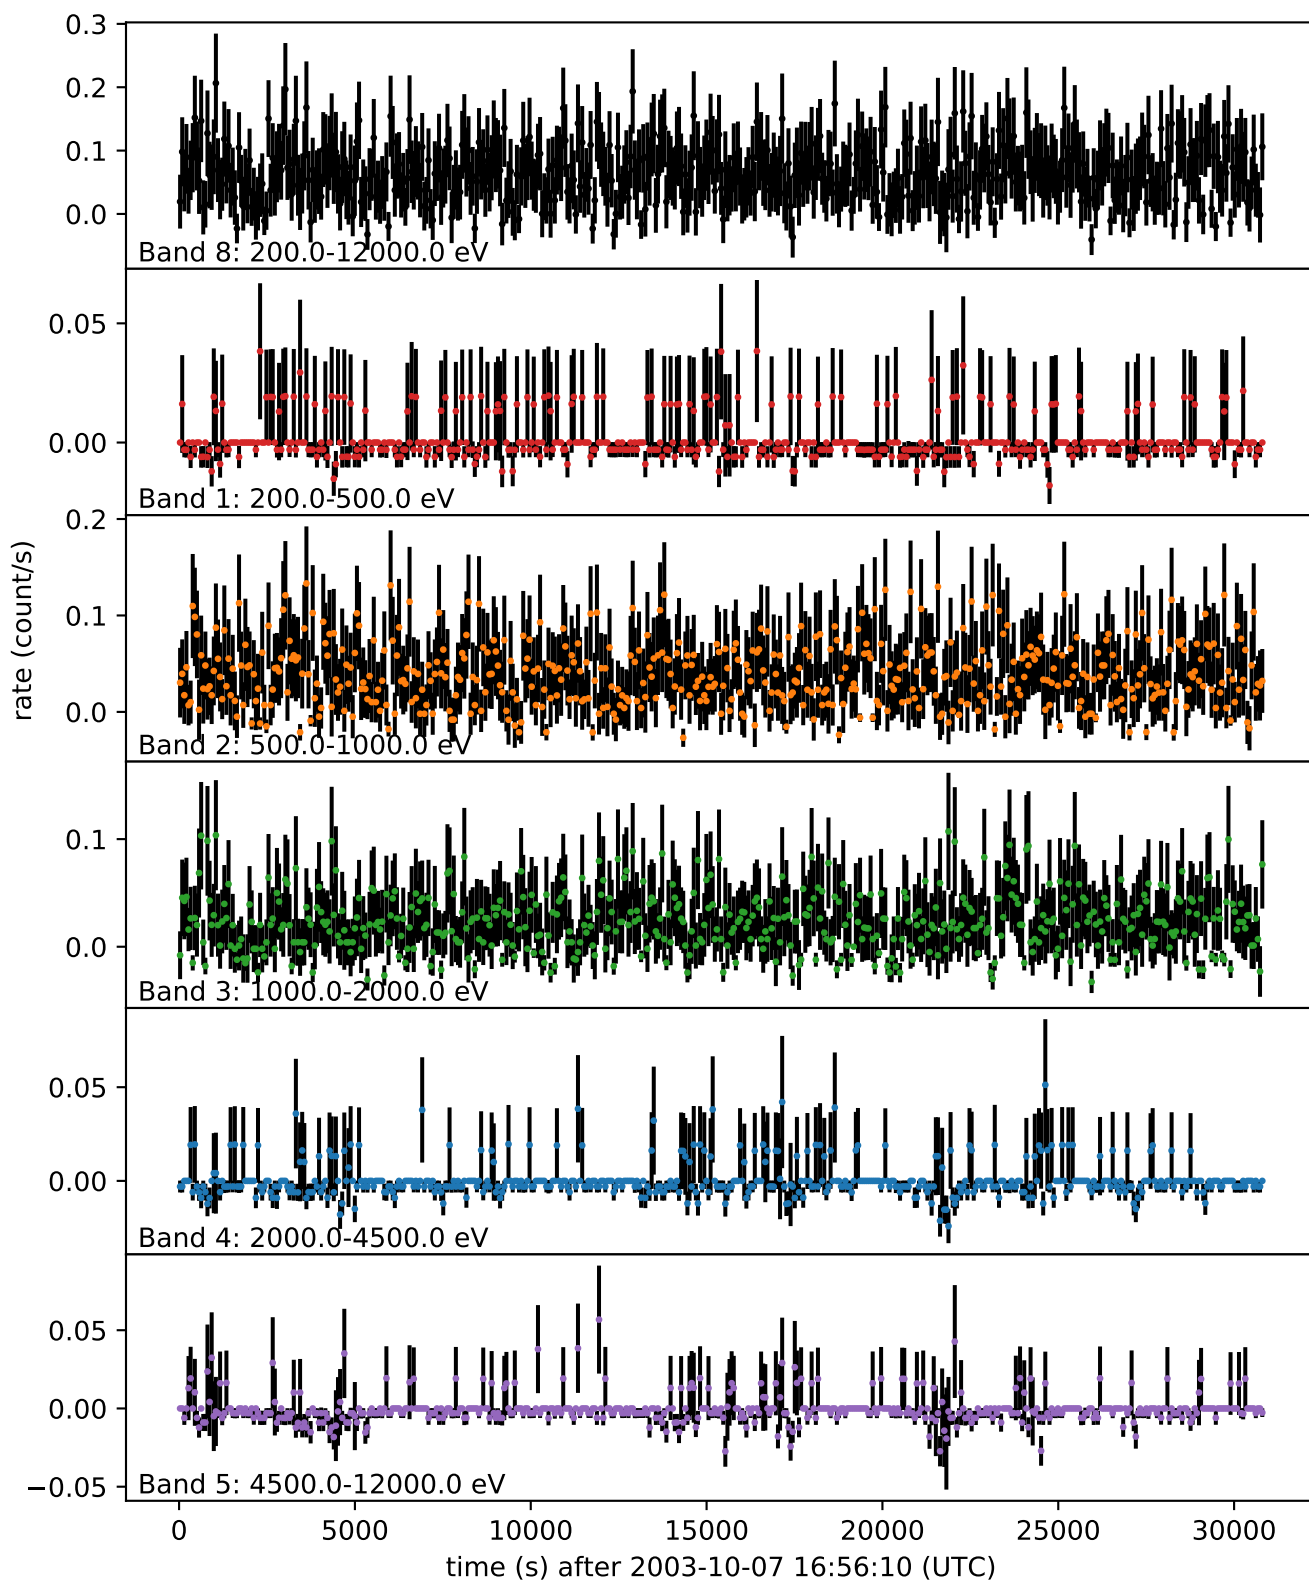 0.3
0.2
0.1
0.0
Band 8: 200.0-12000.0 eV
0.05
0.00
Band 1: 200.0-500.0 eV
rate (count/s)
0.2
0.1
0.0
Band 2: 500.0-1000.0 eV
0.1
0.0
Band 3: 1000.0-2000.0 eV
0.05
0.00
Band 4: 2000.0-4500.0 eV
0.05
0.00
−0.05
Band 5: 4500.0-12000.0 eV
0 5000 10000 15000 20000 25000 30000
time (s) after 2003-10-07 16:56:10 (UTC)